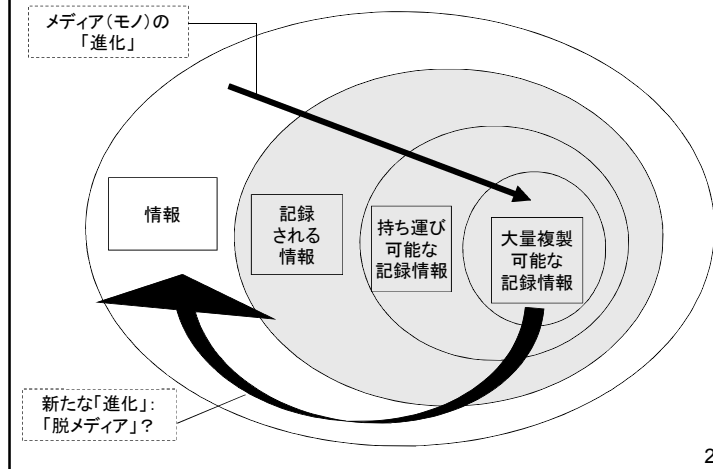 メディア(モノ)の
「進化」
情報
記録
される
情報
持ち運び
可能な
記録情報
大量複製
可能な
記録情報
新たな「進化」:
「脱メディア」?
2